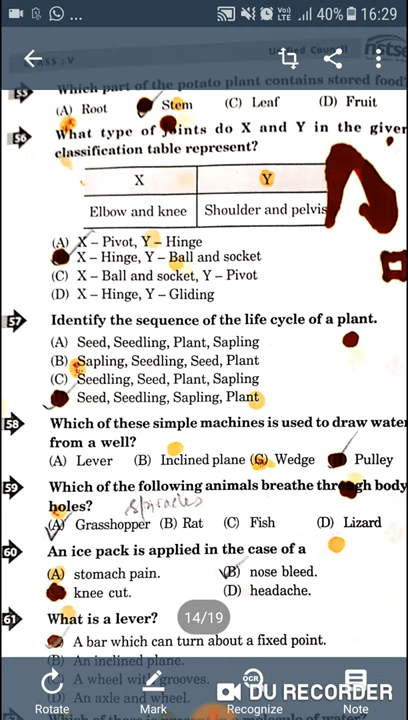 16:29
40%
VoI) LTE
CLASS : V
Unified Council
nstse
55 Which part of the potato plant contains stored food?
(A) Root Stem (C) Leaf (D) Fruit
56 What type of joints do X and Y in the given
classification table represent?
X Y
Elbow and knee Shoulder and pelvis
(A) X – Pivot, Y – Hinge
X – Hinge, Y – Ball and socket
(C) X – Ball and socket, Y – Pivot
(D) X – Hinge, Y – Gliding
57 Identify the sequence of the life cycle of a plant.
(A) Seed, Seedling, Plant, Sapling
(B) Sapling, Seedling, Seed, Plant
(C) Seedling, Seed, Plant, Sapling
Seed, Seedling, Sapling, Plant
58 Which of these simple machines is used to draw water
from a well?
(A) Lever (B) Inclined plane (C) Wedge Pulley
59 Which of the following animals breathe through body
holes?
spiracles
(A) Grasshopper (B) Rat (C) Fish (D) Lizard
60 An ice pack is applied in the case of a
(A) stomach pain. (B) nose bleed.
knee cut. (D) headache.
61 What is a lever?
14/19
A bar which can turn about a fixed point.
(B) An inclined plane.
(C) A wheel with grooves.
(D) An axle and wheel.
OCR
DU RECORDER
Rotate Mark Recognize Note